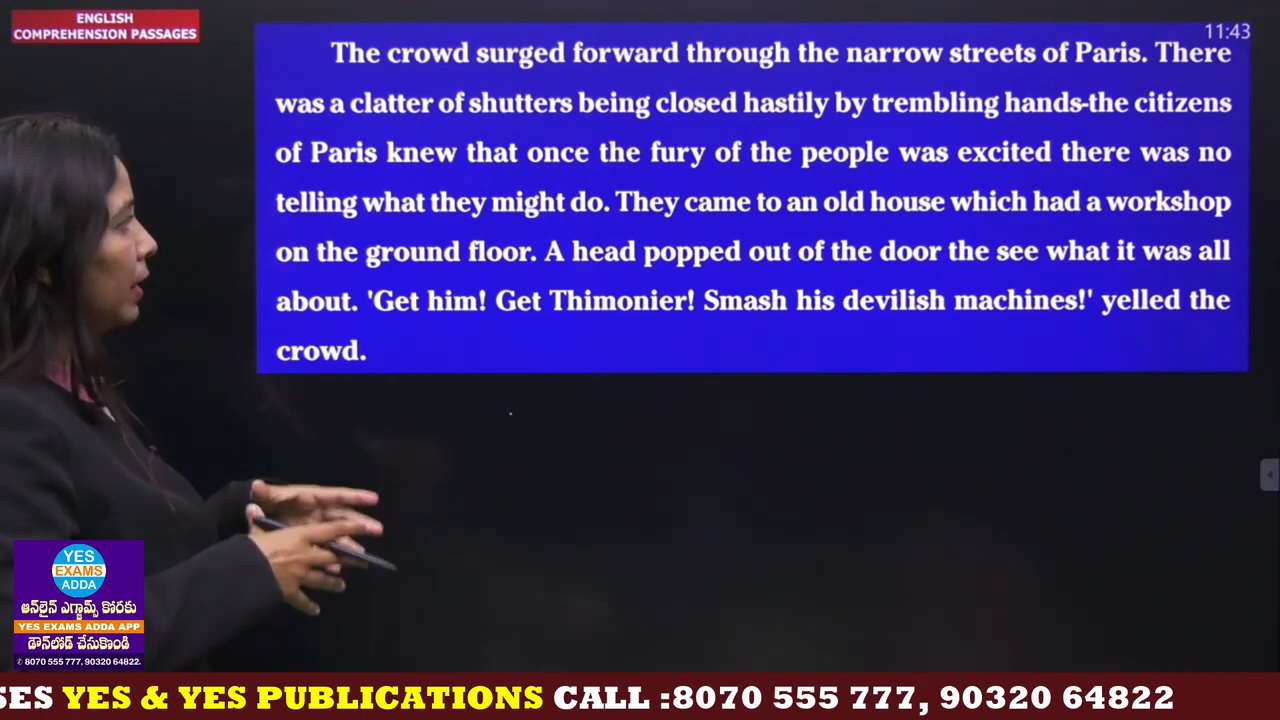 ENGLISH
COMPREHENSION PASSAGES
11:43
The crowd surged forward through the narrow streets of Paris. There
was a clatter of shutters being closed hastily by trembling hands-the citizens
of Paris knew that once the fury of the people was excited there was no
telling what they might do. They came to an old house which had a workshop
on the ground floor. A head popped out of the door the see what it was all
about. 'Get him! Get Thimonier! Smash his devilish machines!' yelled the
crowd.
YES
EXAMS
ADDA
ఆన్‌లైన్ ఎగ్జామ్స్ కొరకు
YES EXAMS ADDA APP
డౌన్‌లోడ్ చేసుకొండి
✆ 8070 555 777, 90320 64822.
SES YES & YES PUBLICATIONS CALL :8070 555 777, 90320 64822